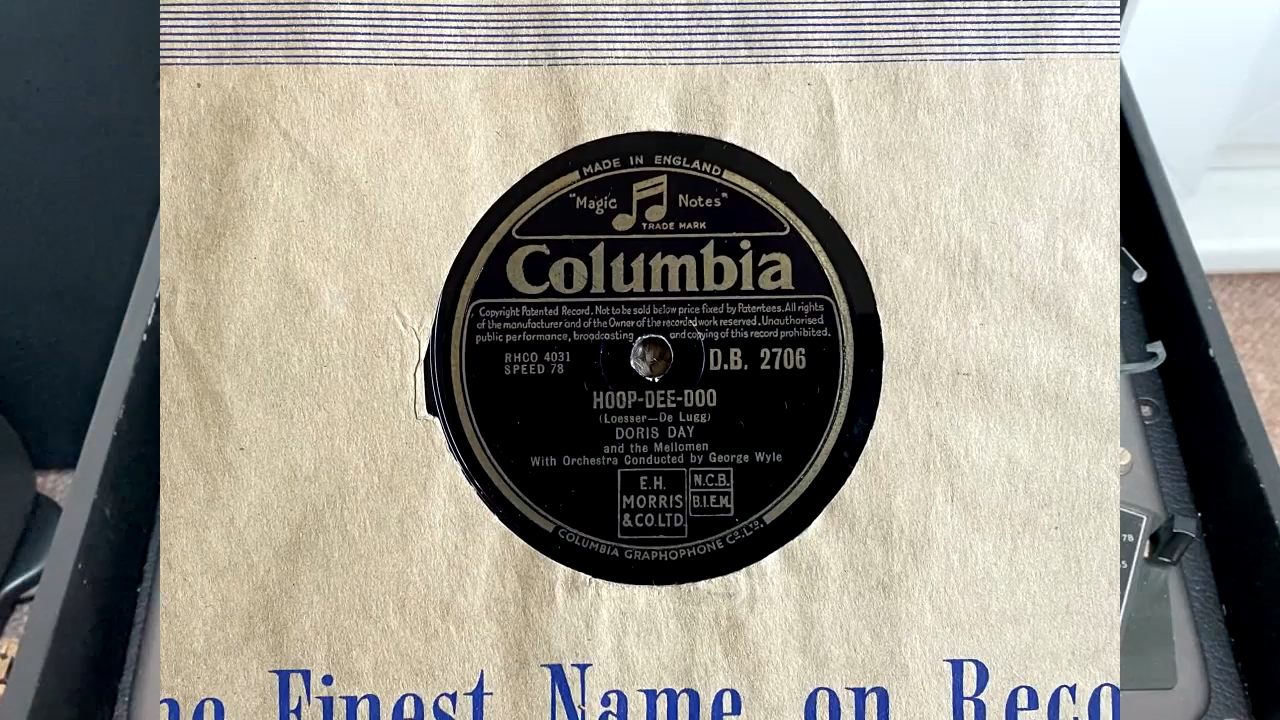 MADE IN ENGLAND
"Magic Notes"
TRADE MARK
Columbia
Copyright Patented Record. Not to be sold below price fixed by Patentees. All rights
of the manufacturer and of the Owner of the recorded work reserved. Unauthorised
public performance, broadcasting and copying of this record prohibited.
RHCO 4031
SPEED 78
D.B. 2706
HOOP-DEE-DOO
(Loesser—De Lugg)
DORIS DAY
and the Mellomen
With Orchestra Conducted by George Wyle
E.H.
MORRIS
& CO. LTD.
N.C.B.
B.I.E.M.
COLUMBIA GRAPHOPHONE Co. LTD.
Finest Name on Reco
78